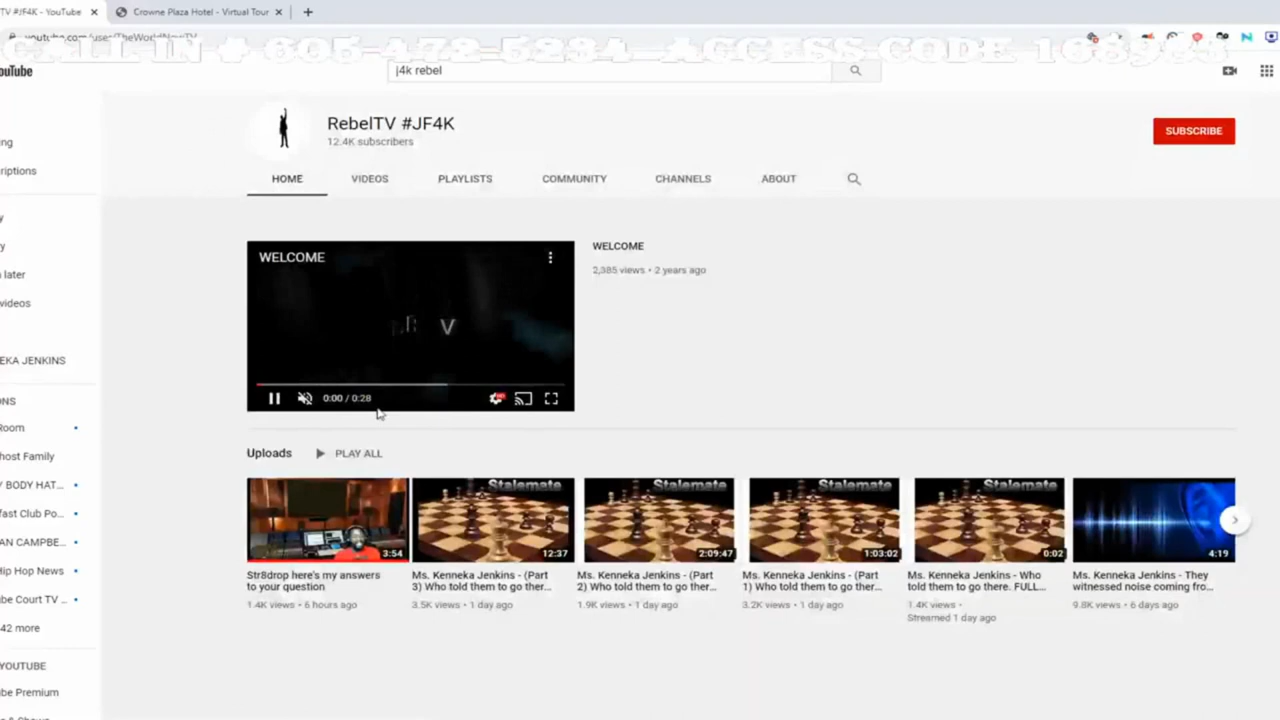 TV #JF4K - YouTube
Crowne Plaza Hotel - Virtual Tour
youtube.com/user/TheWorldNewTV
CALL IN # 605-472-5234 ACCESS CODE
ouTube
j4k rebel
RebelTV #JF4K
12.4K subscribers
SUBSCRIBE
HOME
VIDEOS
PLAYLISTS
COMMUNITY
CHANNELS
ABOUT
ng
riptions
y
y
later
videos
EKA JENKINS
ONS
Room
host Family
BODY HAT...
fast Club Po...
AN CAMPBE...
Hip Hop News
be Court TV ...
42 more
YOUTUBE
be Premium
WELCOME
0:00 / 0:28
WELCOME
2,385 views • 2 years ago
Uploads
PLAY ALL
3:54
Str8drop here's my answers
to your question
1.4K views • 6 hours ago
Stalemate
12:37
Ms. Kenneka Jenkins - (Part
3) Who told them to go ther...
3.5K views • 1 day ago
Stalemate
2:09:47
Ms. Kenneka Jenkins - (Part
2) Who told them to go ther...
1.9K views • 1 day ago
Stalemate
1:03:02
Ms. Kenneka Jenkins - (Part
1) Who told them to go ther...
3.2K views • 1 day ago
Stalemate
0:02
Ms. Kenneka Jenkins - Who
told them to go there. FULL...
1.4K views •
Streamed 1 day ago
4:19
Ms. Kenneka Jenkins - They
witnessed noise coming fro...
9.8K views • 6 days ago